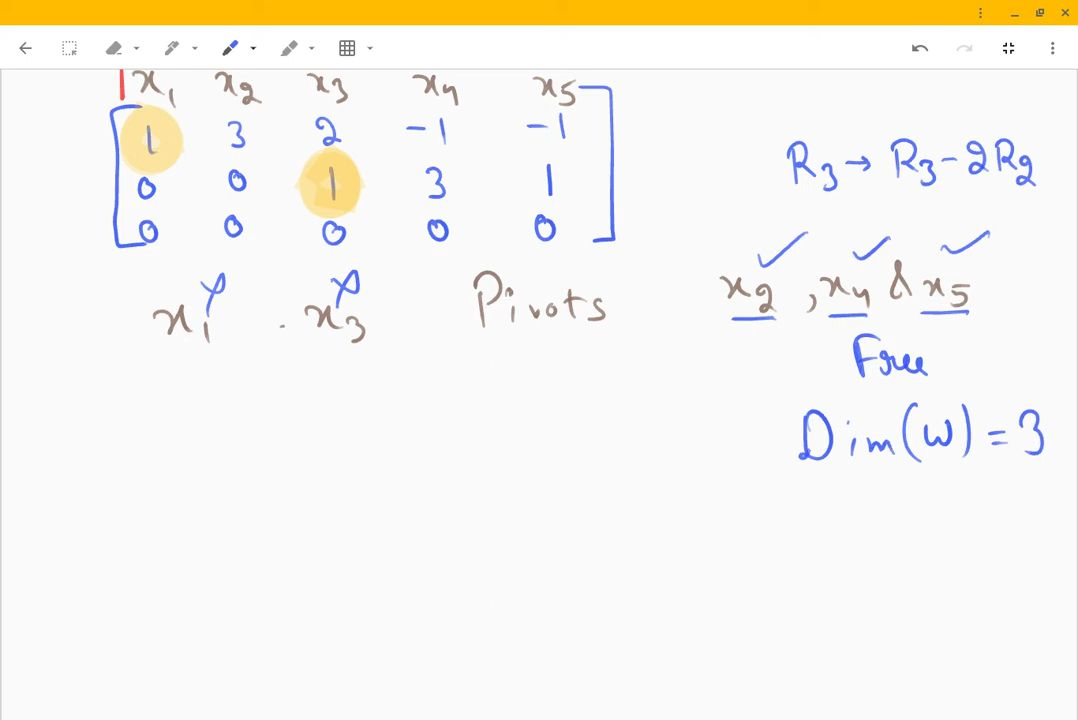 x₁ x₂ x₃ x₄ x₅
1 3 2 -1 -1
0 0 1 3 1
0 0 0 0 0
R₃ → R₃ - 2R₂
x₁ . x₃ Pivots
x₂ , x₄ & x₅
Free
Dim(W) = 3